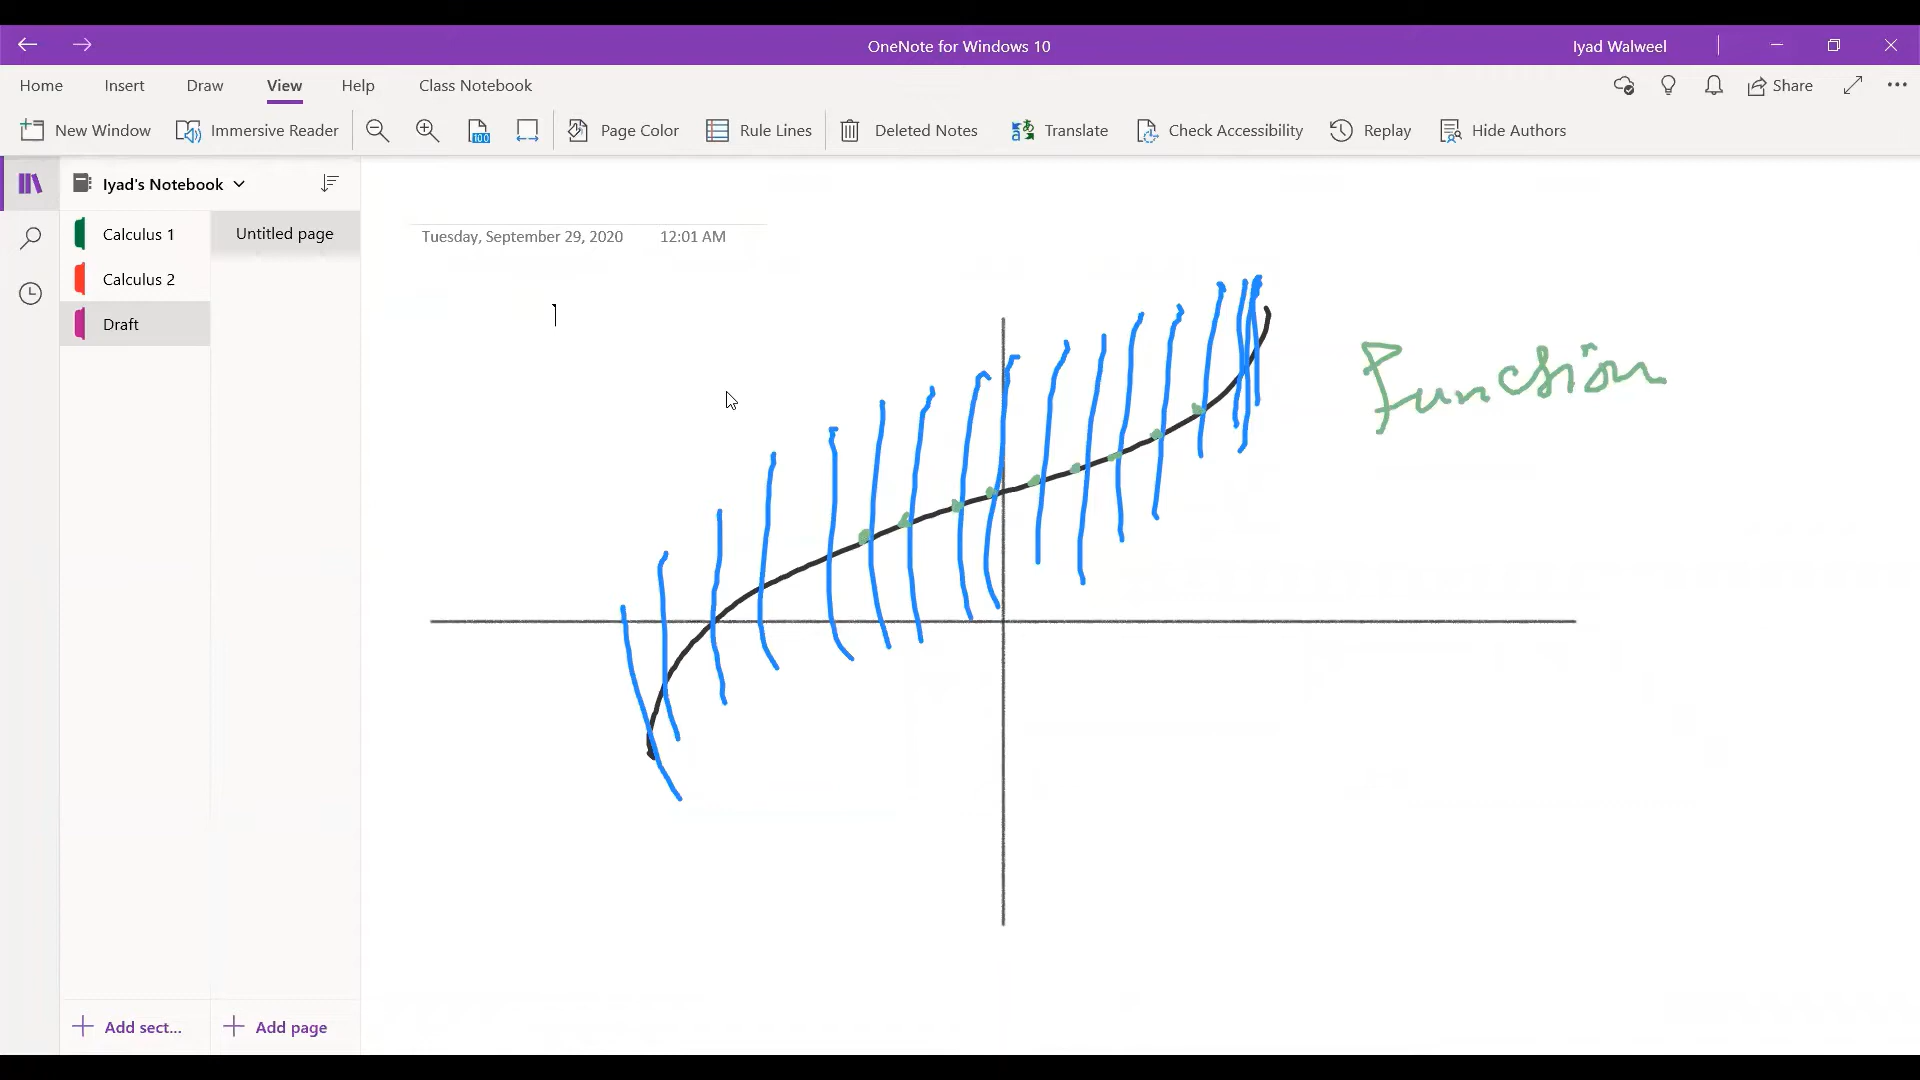 OneNote for Windows 10
Iyad Walweel
Home Insert Draw View Help Class Notebook
Share
New Window Immersive Reader Page Color Rule Lines Deleted Notes Translate Check Accessibility Replay Hide Authors
Iyad's Notebook
Calculus 1
Calculus 2
Draft
Untitled page
Tuesday, September 29, 2020 12:01 AM
Function
Add sect...
Add page